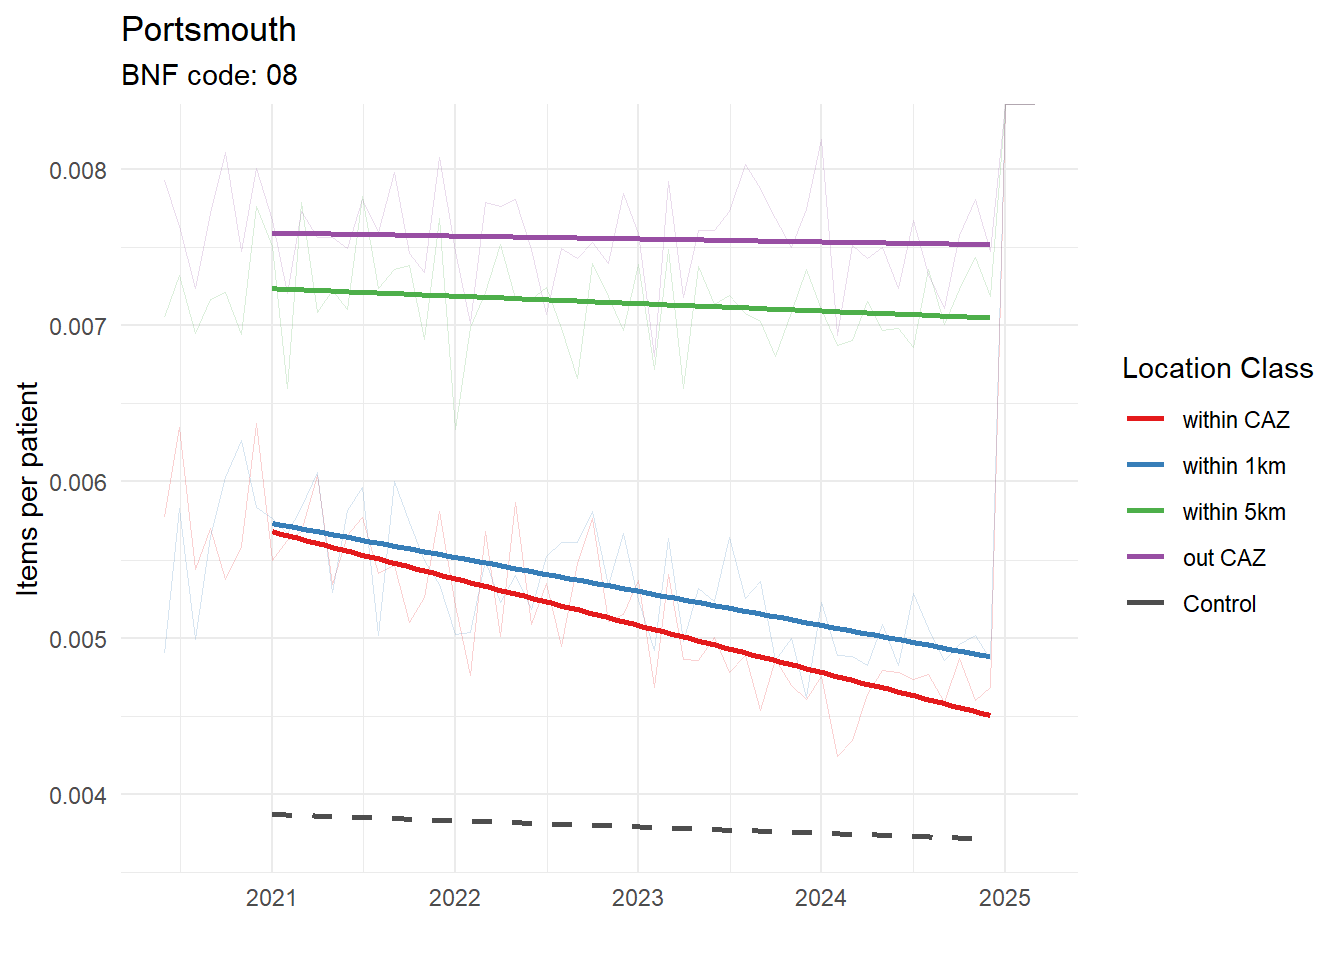 Portsmouth
BNF code: 08
Items per patient
0.008
0.007
0.006
0.005
0.004
2021
2022
2023
2024
2025
Location Class
within CAZ
within 1km
within 5km
out CAZ
Control